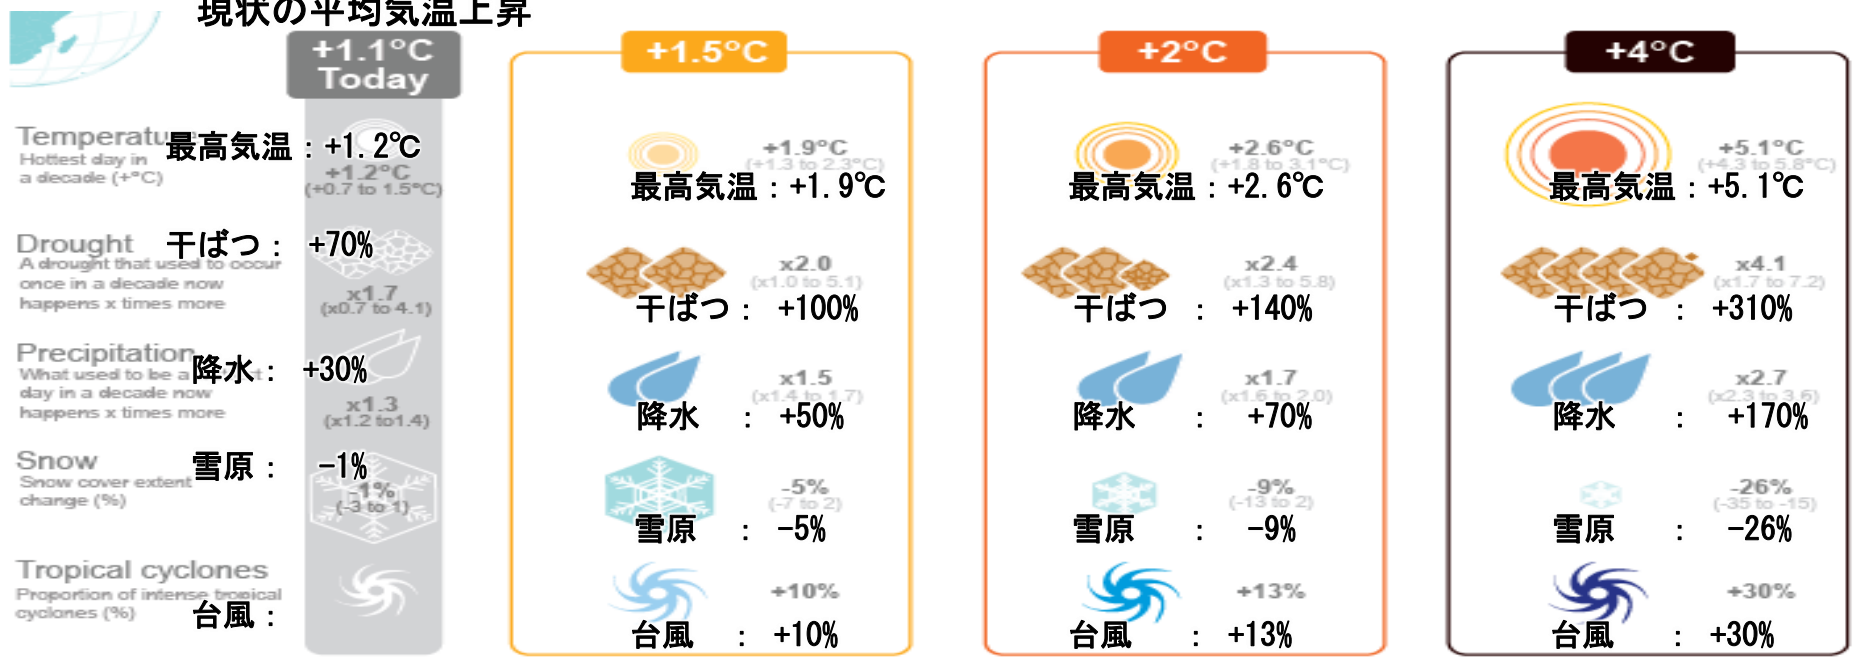 現状の平均気温上昇
+1.1°C
Today
+1.5°C
+2°C
+4°C
Temperature
Hottest day in
a decade (+°C)
最高気温：+1.2℃
+1.2°C
(+0.7 to 1.5°C)
+1.9°C
(+1.3 to 2.3°C)
最高気温：+1.9℃
+2.6°C
(+1.8 to 3.1°C)
最高気温：+2.6℃
+5.1°C
(+4.3 to 5.8°C)
最高気温：+5.1℃
Drought
A drought that used to occur
once in a decade now
happens x times more
干ばつ： +70%
x1.7
(x0.7 to 4.1)
x2.0
(x1.0 to 5.1)
干ばつ： +100%
x2.4
(x1.3 to 5.8)
干ばつ ： +140%
x4.1
(x1.7 to 7.2)
干ばつ ： +310%
Precipitation
What used to be a
day in a decade now
happens x times more
降水： +30%
x1.3
(x1.2 to1.4)
x1.5
(x1.4 to 1.7)
降水 ： +50%
x1.7
(x1.6 to 2.0)
降水 ： +70%
x2.7
(x2.3 to 3.6)
降水 ： +170%
Snow
Snow cover extent
change (%)
雪原： -1%
-1%
(-3 to 1)
-5%
(-7 to 2)
雪原 ： -5%
-9%
(-13 to 2)
雪原 ： -9%
-26%
(-35 to -15)
雪原 ： -26%
Tropical cyclones
Proportion of intense tropical
cyclones (%)
台風：
+10%
台風 ： +10%
+13%
台風 ： +13%
+30%
台風 ： +30%